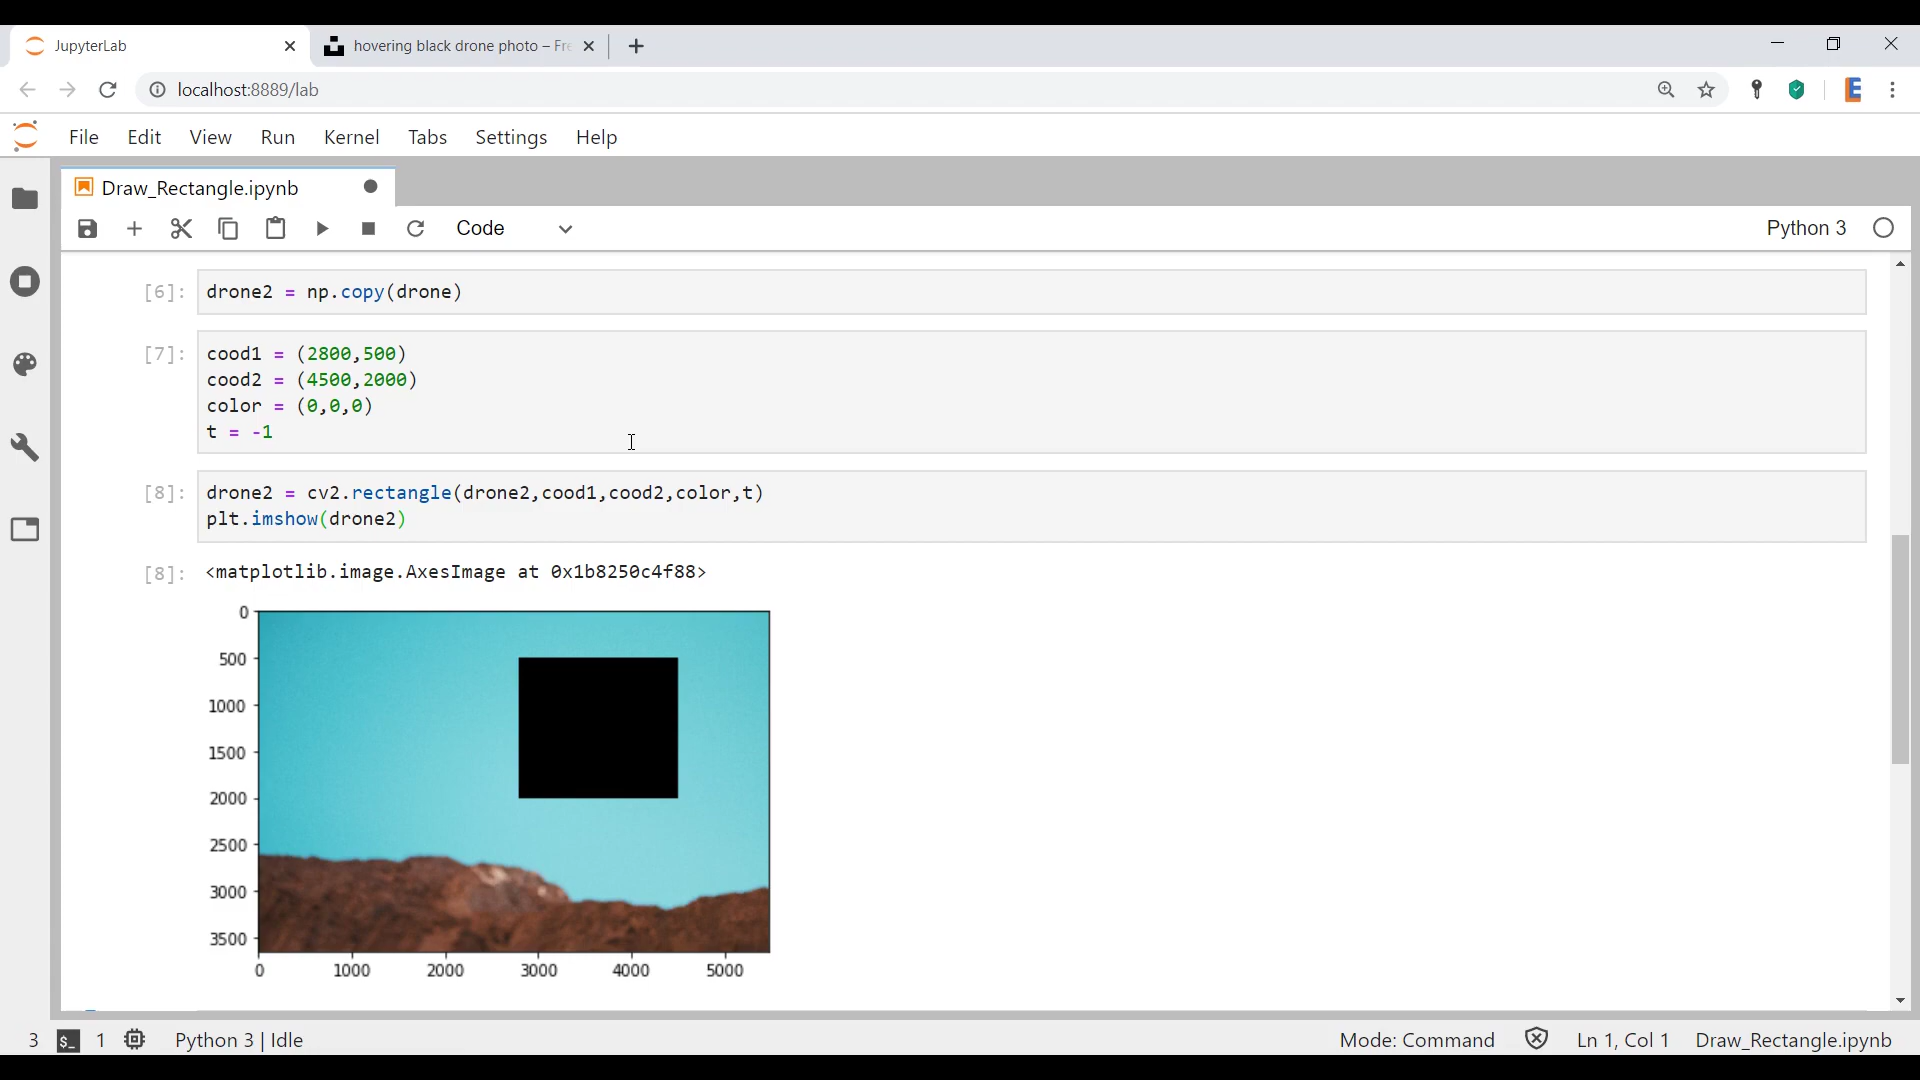 JupyterLab
hovering black drone photo – Fre
localhost:8889/lab
File Edit View Run Kernel Tabs Settings Help
Draw_Rectangle.ipynb
Code
Python 3
[6]: drone2 = np.copy(drone)
[7]: cood1 = (2800,500)
cood2 = (4500,2000)
color = (0,0,0)
t = -1
[8]: drone2 = cv2.rectangle(drone2,cood1,cood2,color,t)
plt.imshow(drone2)
[8]: <matplotlib.image.AxesImage at 0x1b8250c4f88>
0
500
1000
1500
2000
2500
3000
3500
0 1000 2000 3000 4000 5000
3 $_ 1 Python 3 | Idle Mode: Command Ln 1, Col 1 Draw_Rectangle.ipynb